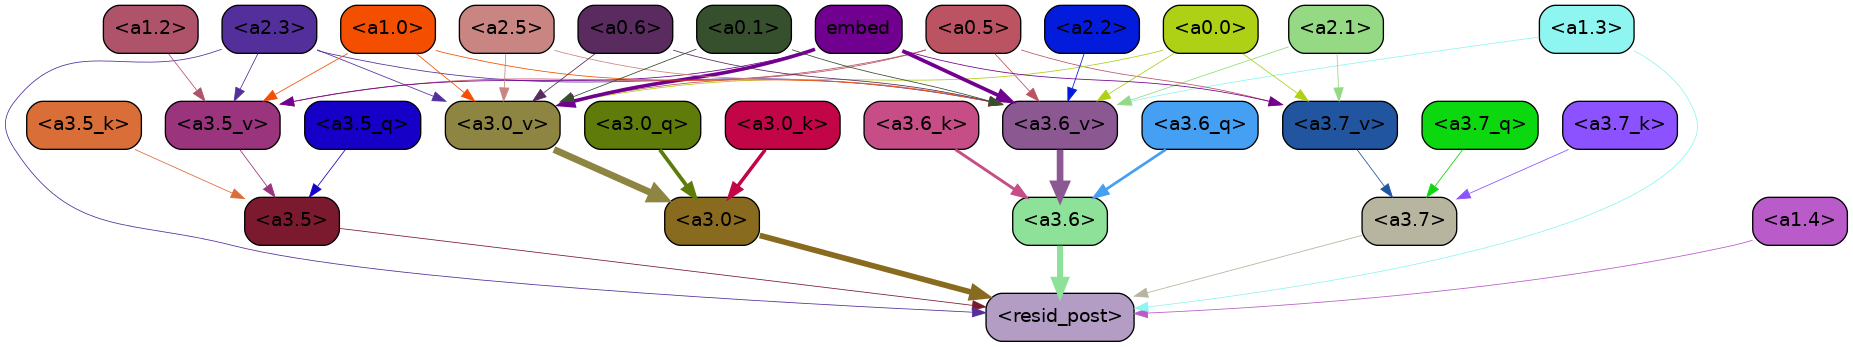 <a1.2> <a2.3> <a1.0> <a2.5> <a0.6> <a0.1> embed <a0.5> <a2.2> <a0.0> <a2.1> <a1.3>
<a3.5_k> <a3.5_v> <a3.5_q> <a3.0_v> <a3.0_q> <a3.0_k> <a3.6_k> <a3.6_v> <a3.6_q> <a3.7_v> <a3.7_q> <a3.7_k>
<a3.5> <a3.0> <a3.6> <a3.7> <a1.4>
<resid_post>